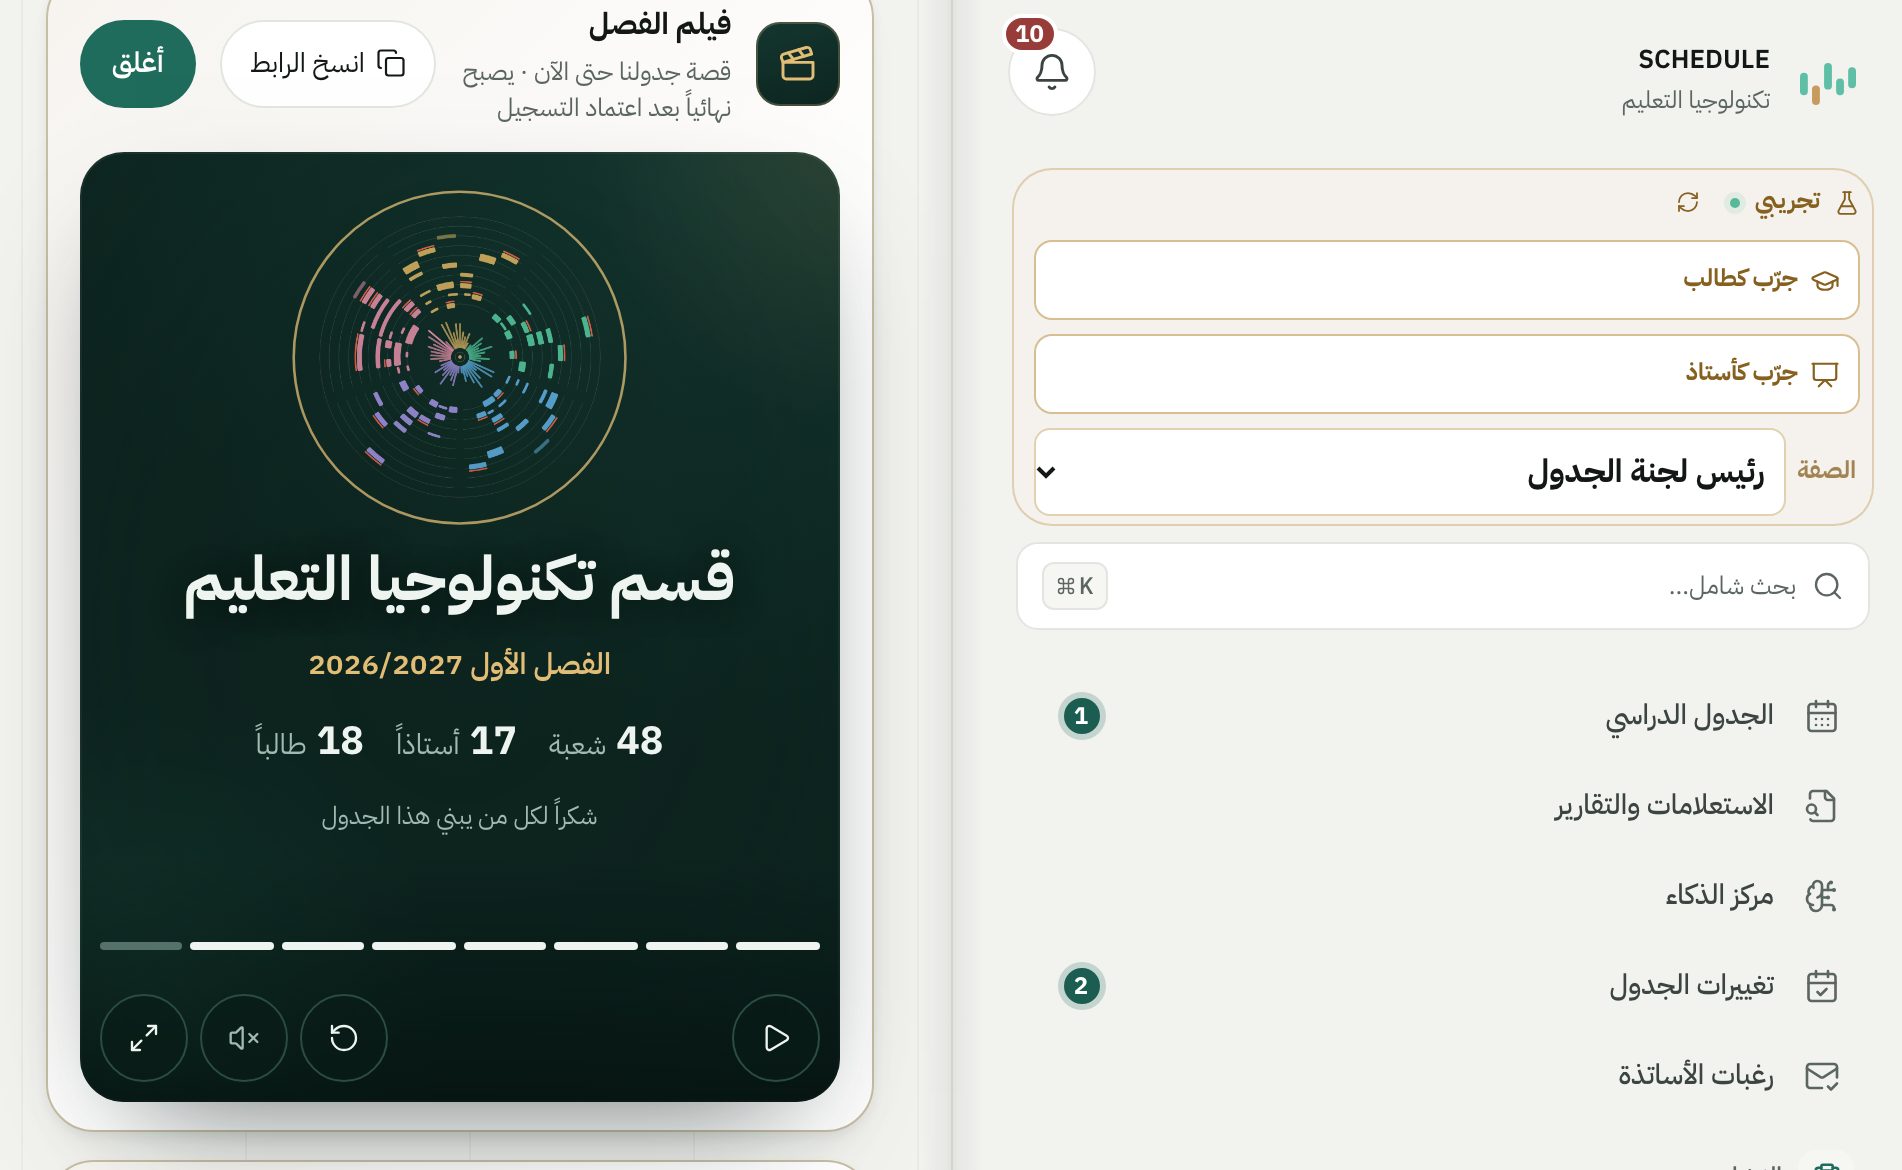 SCHEDULE
تكنولوجيا التعليم
10
تجريبي
جرّب كطالب
جرّب كأستاذ
الصفة
رئيس لجنة الجدول
بحث شامل...
⌘K
الجدول الدراسي
1
الاستعلامات والتقارير
مركز الذكاء
تغييرات الجدول
2
رغبات الأساتذة
فيلم الفصل
قصة جدولنا حتى الآن · يصبح
نهائياً بعد اعتماد التسجيل
انسخ الرابط
أغلق
قسم تكنولوجيا التعليم
الفصل الأول 2026/2027
48 شعبة 17 أستاذاً 18 طالباً
شكراً لكل من يبني هذا الجدول